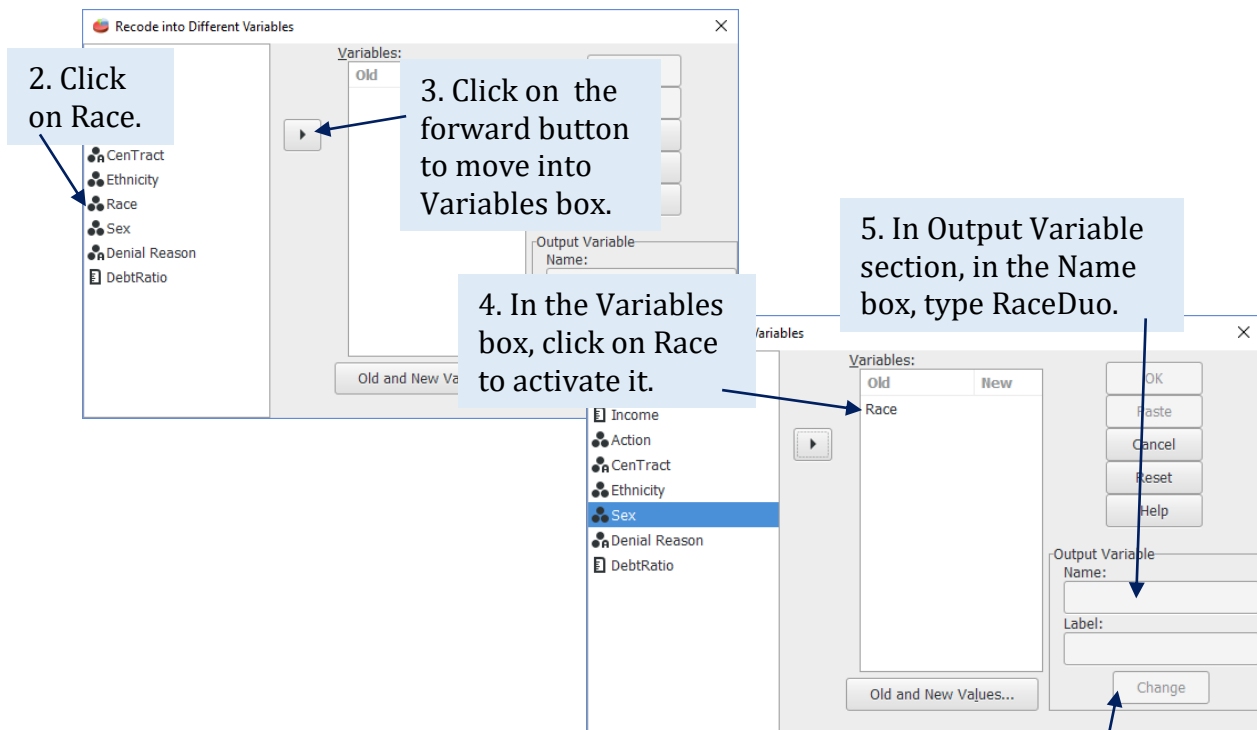 Recode into Different Variables
2. Click
on Race.
CenTract
Ethnicity
Race
Sex
Denial Reason
DebtRatio
Variables:
Old
3. Click on the
forward button
to move into
Variables box.
Output Variable
Name:
Old and New Va
4. In the Variables
box, click on Race
to activate it.
5. In Output Variable
section, in the Name
box, type RaceDuo.
Variables
Income
Action
CenTract
Ethnicity
Sex
Denial Reason
DebtRatio
Variables:
Old New
Race
Old and New Values...
OK
Paste
Cancel
Reset
Help
Output Variable
Name:
Label:
Change